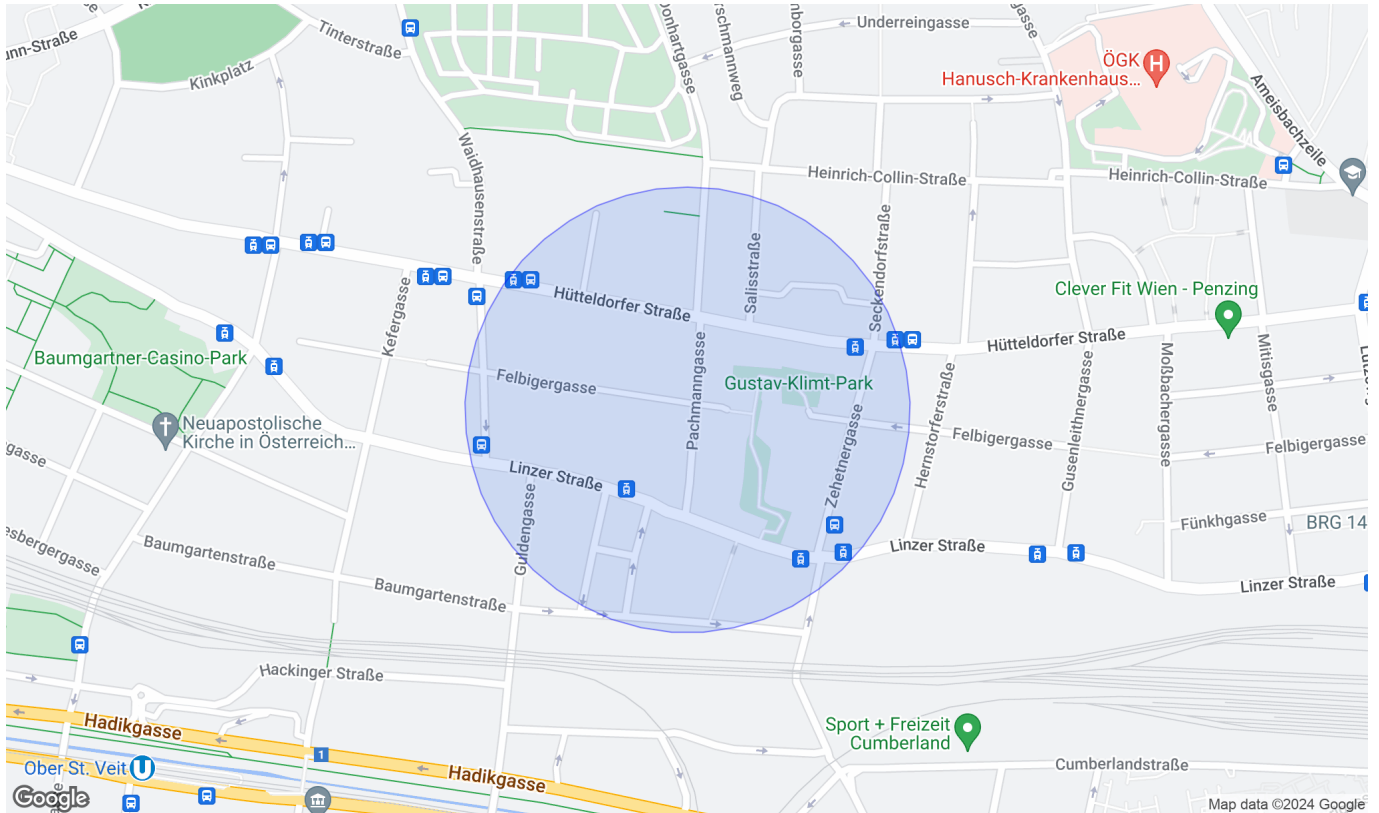 unn-Straße
Tinterstraße
Kinkplatz
Underreingasse
ÖGK
Hanusch-Krankenhaus...
Ameisbachzeile
Waidhausenstraße
Heinrich-Collin-Straße
Heinrich-Collin-Straße
Salisstraße
Seckendorfstraße
Clever Fit Wien - Penzing
Hütteldorfer Straße
Hütteldorfer Straße
Kefergasse
Baumgartner-Casino-Park
Felbigergasse
Pachmanngasse
Gustav-Klimt-Park
Hernstorferstraße
Gusenleithnergasse
Moßbachergasse
Mitisgasse
Neuapostolische
Kirche in Österreich...
Felbigergasse
Felbigergasse
Linzer Straße
Zehetnergasse
Guldengasse
Fünkhgasse
BRG 14
Linzer Straße
Linzer Straße
esbergergasse
Baumgartenstraße
Baumgartenstraße
Hackinger Straße
Hadikgasse
Hadikgasse
1
Sport + Freizeit
Cumberland
Cumberlandstraße
Ober St. Veit U
Google
Map data ©2024 Google